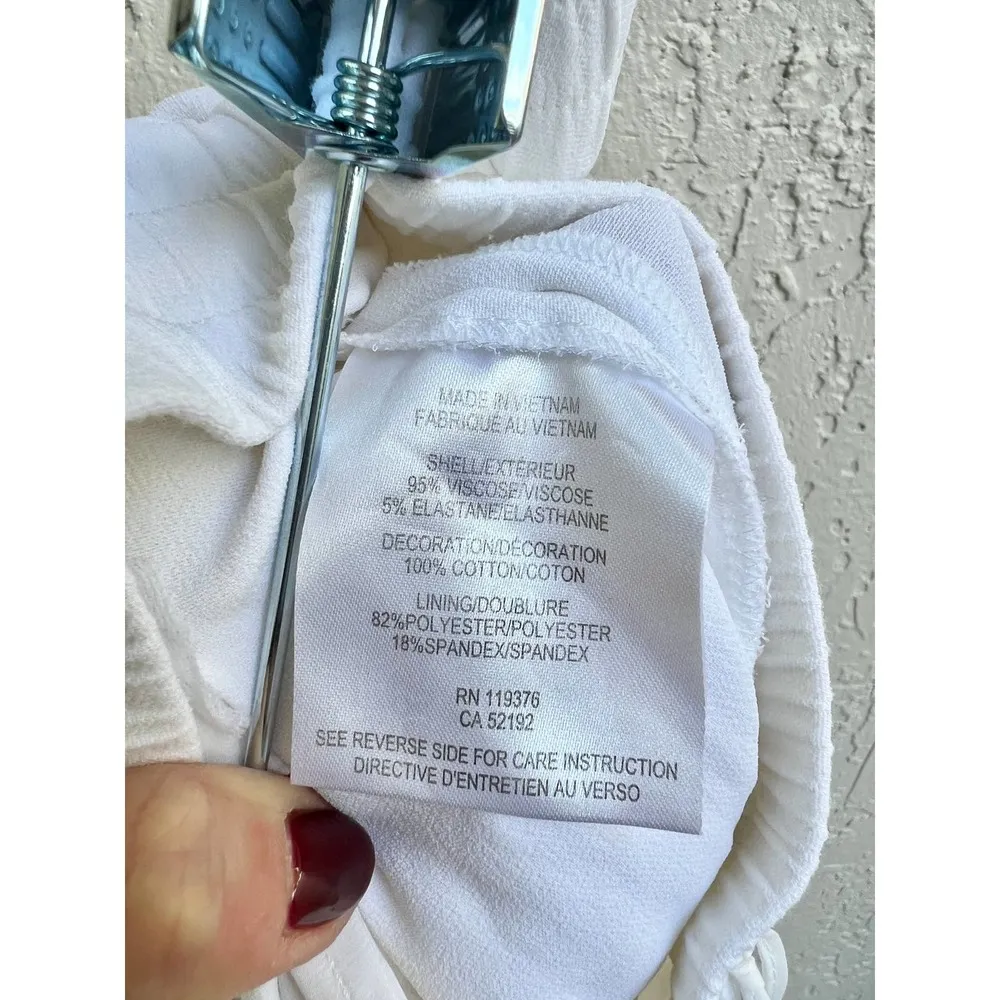 MADE IN VIETNAM
FABRIQUE AU VIETNAM
SHELL/EXTERIEUR
95% VISCOSE/VISCOSE
5% ELASTANE/ELASTHANNE
DECORATION/DÉCORATION
100% COTTON/COTON
LINING/DOUBLURE
82%POLYESTER/POLYESTER
18%SPANDEX/SPANDEX
RN 119376
CA 52192
SEE REVERSE SIDE FOR CARE INSTRUCTION
DIRECTIVE D'ENTRETIEN AU VERSO